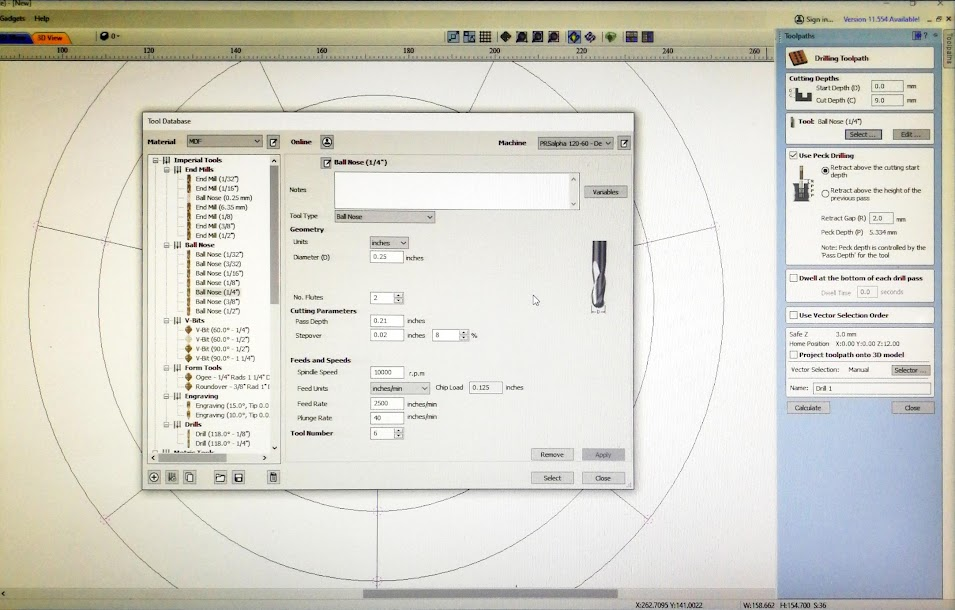 e] - [New]
Gadgets Help
Sign in... Version 11.554 Available!
3D View
0
100 120 140 160 180 200 220 240 260
Toolpaths
Toolpaths
Drilling Toolpath
Cutting Depths
Start Depth (D) 0.0 mm
Cut Depth (C) 9.0 mm
Tool: Ball Nose (1/4")
Select ... Edit ...
Use Peck Drilling
Retract above the cutting start
depth
Retract above the height of the
previous pass
Retract Gap (R) 2.0 mm
Peck Depth (P) 5.334 mm
Note: Peck depth is controlled by the
'Pass Depth' for the tool
Dwell at the bottom of each drill pass
Dwell Time 0.0 seconds
Use Vector Selection Order
Safe Z 3.0 mm
Home Position X:0.00 Y:0.00 Z:12.00
Project toolpath onto 3D model
Vector Selection: Manual Selector ...
Name: Drill 1
Calculate Close
Tool Database
Material MDF Online Machine PRSalpha 120-60 - De
Imperial Tools
End Mills
End Mill (1/32")
End Mill (1/16")
Ball Nose (0.25 mm)
End Mill (6.35 mm)
End Mill (1/8)
End Mill (3/8")
End Mill (1/2")
Ball Nose
Ball Nose (1/32")
Ball Nose (3/32)
Ball Nose (1/16")
Ball Nose (1/8")
Ball Nose (1/4")
Ball Nose (3/8")
Ball Nose (1/2")
V-Bits
V-Bit (60.0° - 1/4")
V-Bit (60.0° - 1/2")
V-Bit (90.0° - 1/2")
V-Bit (90.0° - 1 1/4")
Form Tools
Ogee - 1/4" Rads 1 1/4" D
Roundover - 3/8" Rad 1"
Engraving
Engraving (15.0°, Tip 0.0
Engraving (10.0°, Tip 0.0
Drills
Drill (118.0° - 1/8")
Drill (118.0° - 1/4")
Metric Tools
Ball Nose (1/4")
Notes
Variables
Tool Type Ball Nose
Geometry
Units inches
Diameter (D) 0.25 inches
D
No. Flutes 2
Cutting Parameters
Pass Depth 0.21 inches
Stepover 0.02 inches 8 %
Feeds and Speeds
Spindle Speed 10000 r.p.m
Feed Units inches/min Chip Load 0.125 inches
Feed Rate 2500 inches/min
Plunge Rate 40 inches/min
Tool Number 6
Remove Apply
Select Close
X:262.7095 Y:141.0022 W:158.662 H:154.700 S:36